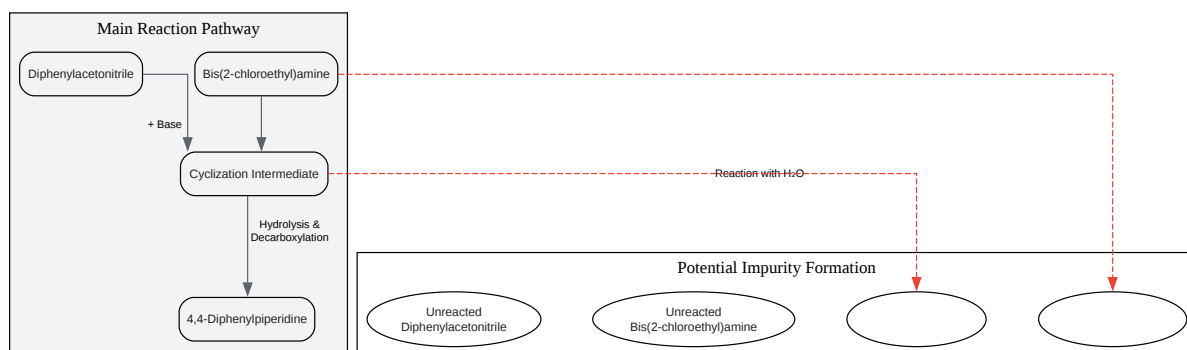 Main Reaction Pathway
Diphenylacetonitrile
Bis(2-chloroethyl)amine
+ Base
Cyclization Intermediate
Reaction with H₂O
Hydrolysis &
Decarboxylation
Potential Impurity Formation
4,4-Diphenylpiperidine
Unreacted
Diphenylacetonitrile
Unreacted
Bis(2-chloroethyl)amine